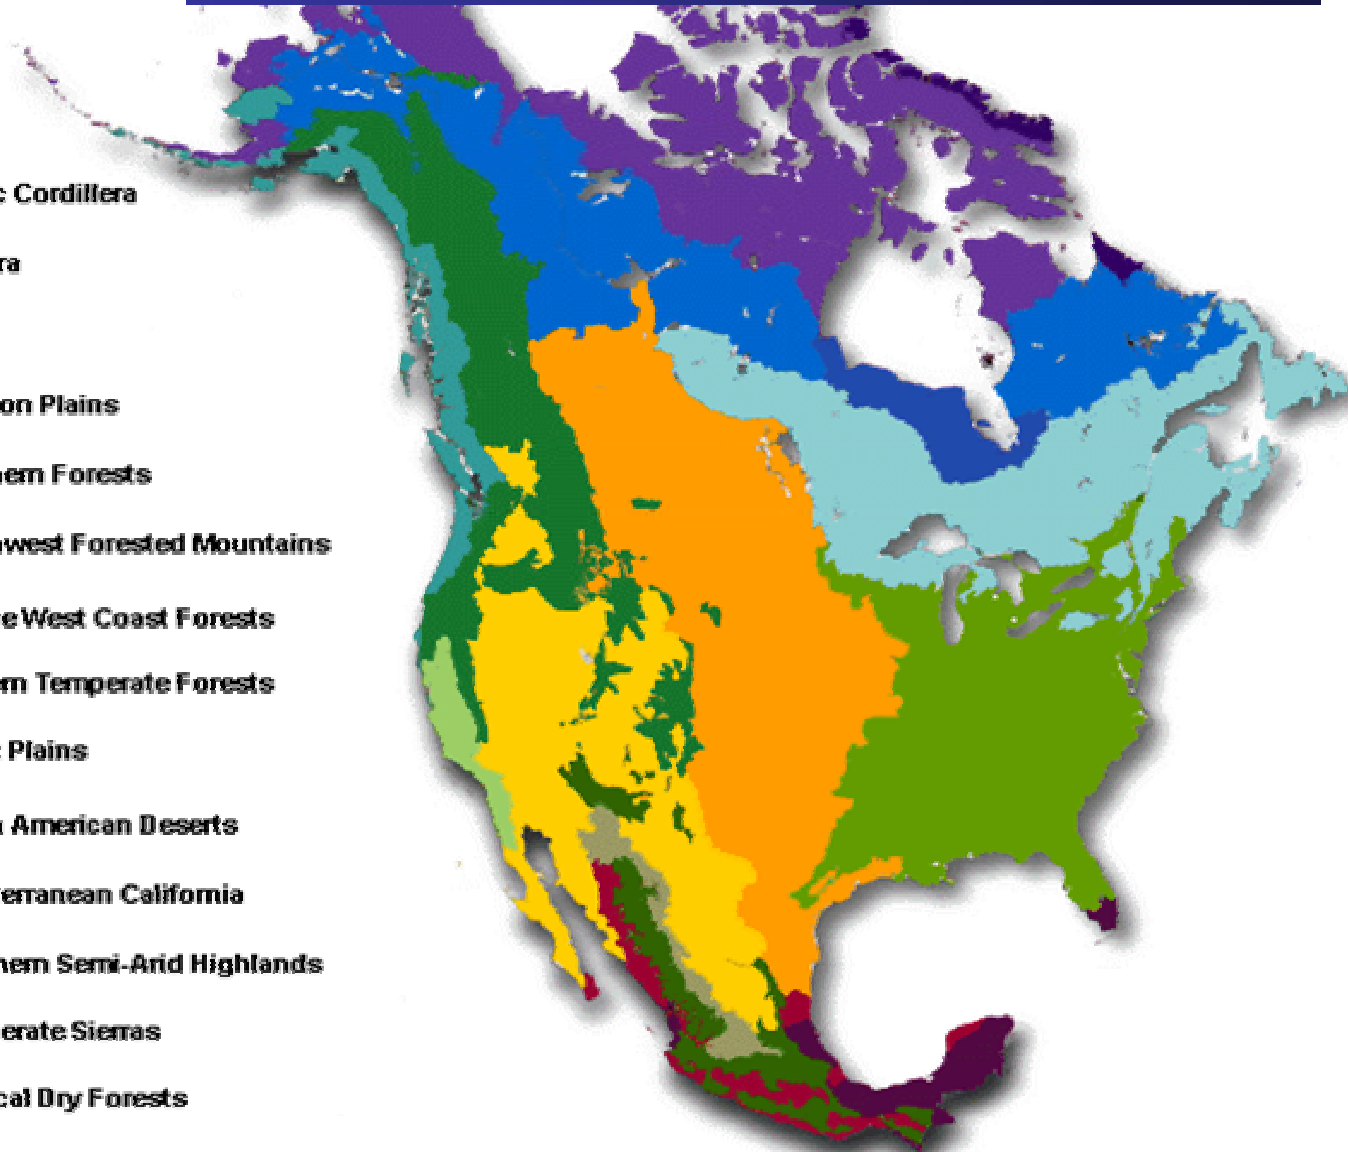 c Cordillera
ra
on Plains
ern Forests
west Forested Mountains
e West Coast Forests
ern Temperate Forests
t Plains
American Deserts
erranean California
hern Semi-Arid Highlands
erate Sierras
cal Dry Forests